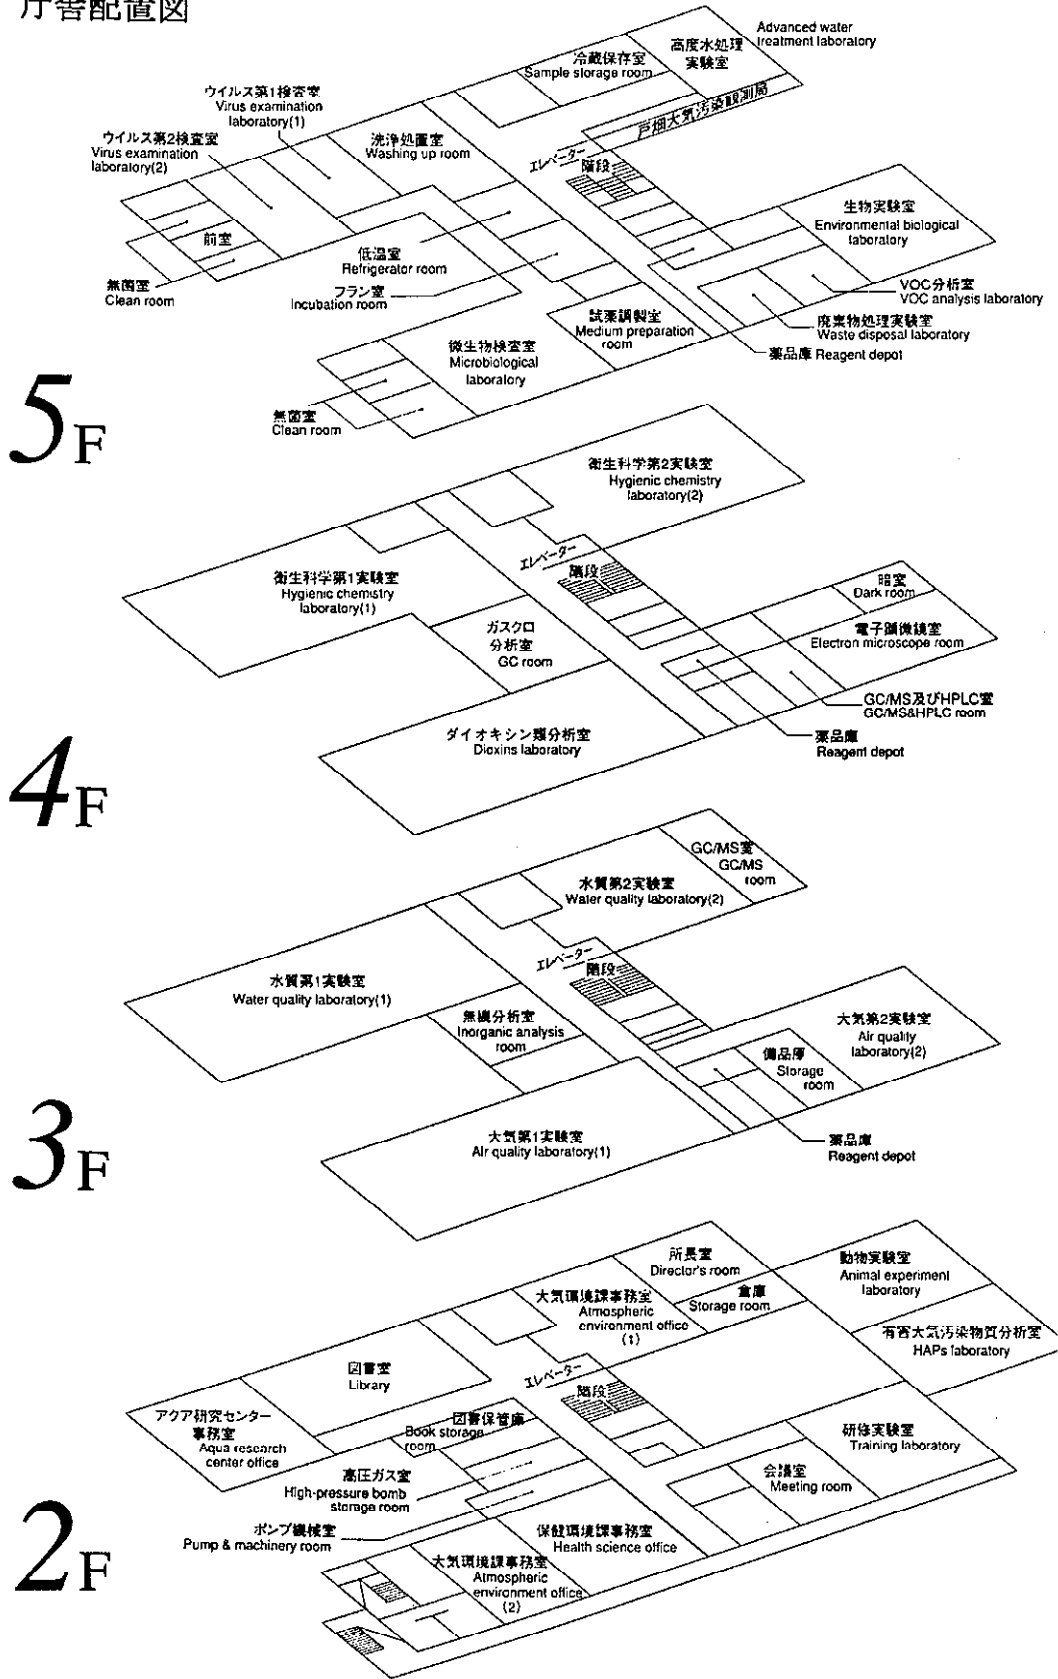 庁舎配置図
Advanced water
treatment laboratory
高度水処理
実験室
冷蔵保存室
Sample storage room
戸畑大気汚染観測局
ウイルス第1検査室
Virus examination
laboratory(1)
ウイルス第2検査室
Virus examination
laboratory(2)
洗浄処置室
Washing up room
エレベーター
階段
生物実験室
Environmental biological
laboratory
前室
低温室
Refrigerator room
無菌室
Clean room
フラン室
Incubation room
VOC分析室
VOC analysis laboratory
試薬調製室
Medium preparation
room
廃棄物処理実験室
Waste disposal laboratory
薬品庫 Reagent depot
微生物検査室
Microbiological
laboratory
無菌室
Clean room
5F
衛生科学第2実験室
Hygienic chemistry
laboratory(2)
エレベーター
階段
衛生科学第1実験室
Hygienic chemistry
laboratory(1)
暗室
Dark room
ガスクロ
分析室
GC room
電子顕微鏡室
Electron microscope room
GC/MS及びHPLC室
GC/MS&HPLC room
ダイオキシン類分析室
Dioxins laboratory
薬品庫
Reagent depot
4F
GC/MS室
GC/MS
room
水質第2実験室
Water quality laboratory(2)
エレベーター
階段
水質第1実験室
Water quality laboratory(1)
無機分析室
Inorganic analysis
room
大気第2実験室
Air quality
laboratory(2)
備品庫
Storage
room
大気第1実験室
Air quality laboratory(1)
薬品庫
Reagent depot
3F
所長室
Director's room
動物実験室
Animal experiment
laboratory
大気環境課事務室
Atmospheric
environment office
(1)
倉庫
Storage room
有害大気汚染物質分析室
HAPs laboratory
図書室
Library
エレベーター
階段
アクア研究センター
事務室
Aqua research
center office
図書保管庫
Book storage
room
研修実験室
Training laboratory
高圧ガス室
High-pressure bomb
storage room
会議室
Meeting room
ポンプ機械室
Pump & machinery room
保健環境課事務室
Health science office
大気環境課事務室
Atmospheric
environment office
(2)
2F